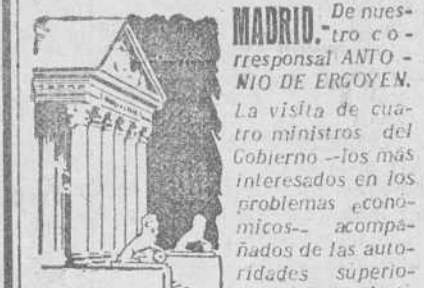 MADRID.- De nues-
tro co-
rresponsal ANTO-
NIO DE ERGOYEN.
La visita de cua-
tro ministros del
Gobierno --los más
interesados en los
problemas econó-
micos-- acompa-
ñados de las auto-
ridades superio-